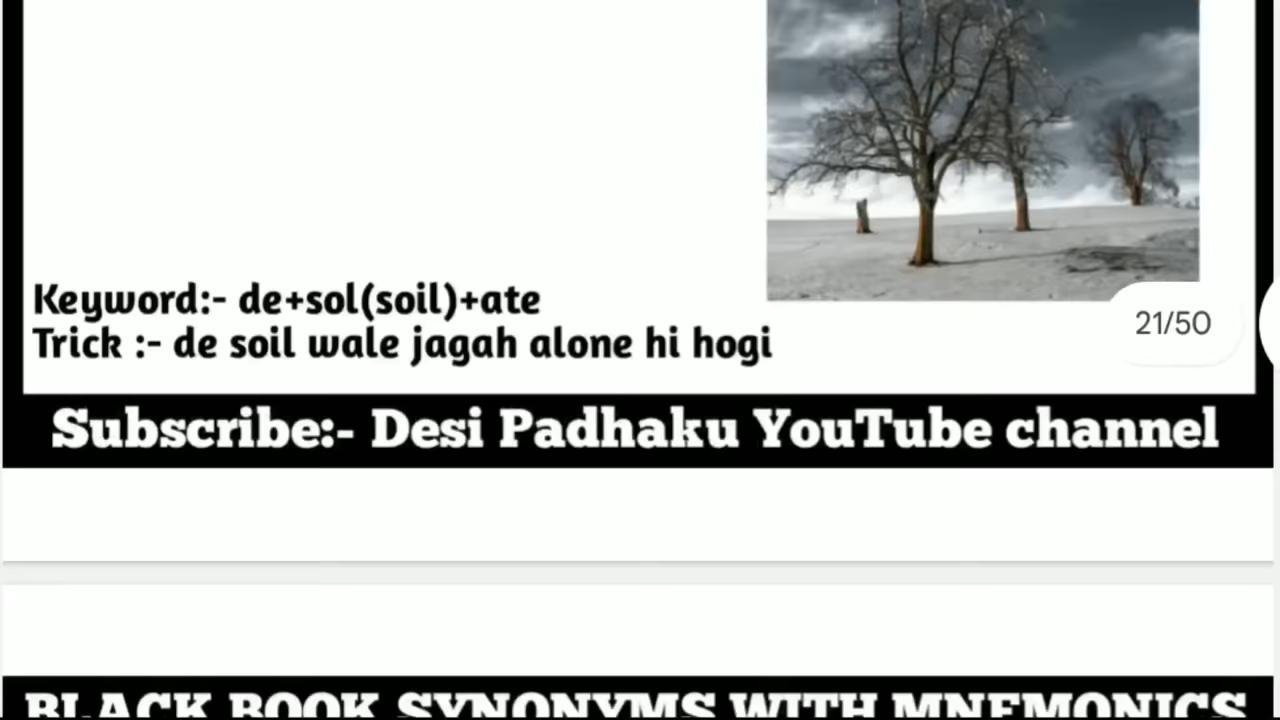 Keyword:- de+sol(soil)+ate
Trick :- de soil wale jagah alone hi hogi
21/50
Subscribe:- Desi Padhaku YouTube channel
BLACK BOOK SYNONYMS WITH MNEMONICS